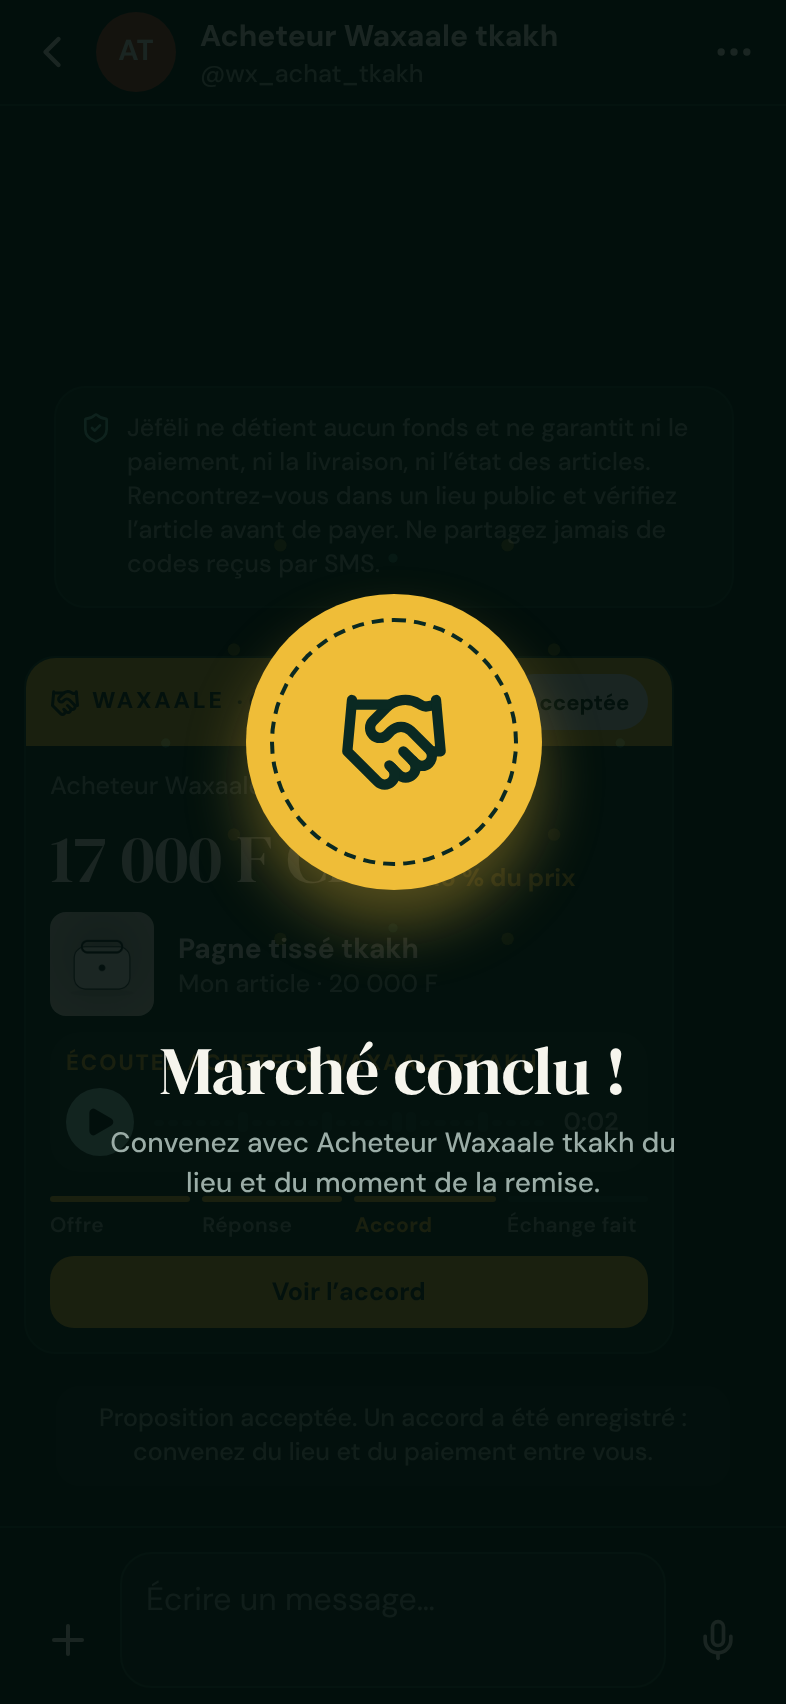 AT
Acheteur Waxaale tkakh
@wx_achat_tkakh
Jëfëli ne détient aucun fonds et ne garantit ni le
paiement, ni la livraison, ni l’état des articles.
Rencontrez-vous dans un lieu public et vérifiez
l’article avant de payer. Ne partagez jamais de
codes reçus par SMS.
WAXAALE ·
cceptée
Acheteur Waxaal
17 000 F
% du prix
Pagne tissé tkakh
Mon article · 20 000 F
ÉCOUTE ACHETEUR WAXAALE TKAKH
Marché conclu !
0:02
Convenez avec Acheteur Waxaale tkakh du
lieu et du moment de la remise.
Offre
Réponse
Accord
Échange fait
Voir l’accord
Proposition acceptée. Un accord a été enregistré :
convenez du lieu et du paiement entre vous.
Écrire un message…